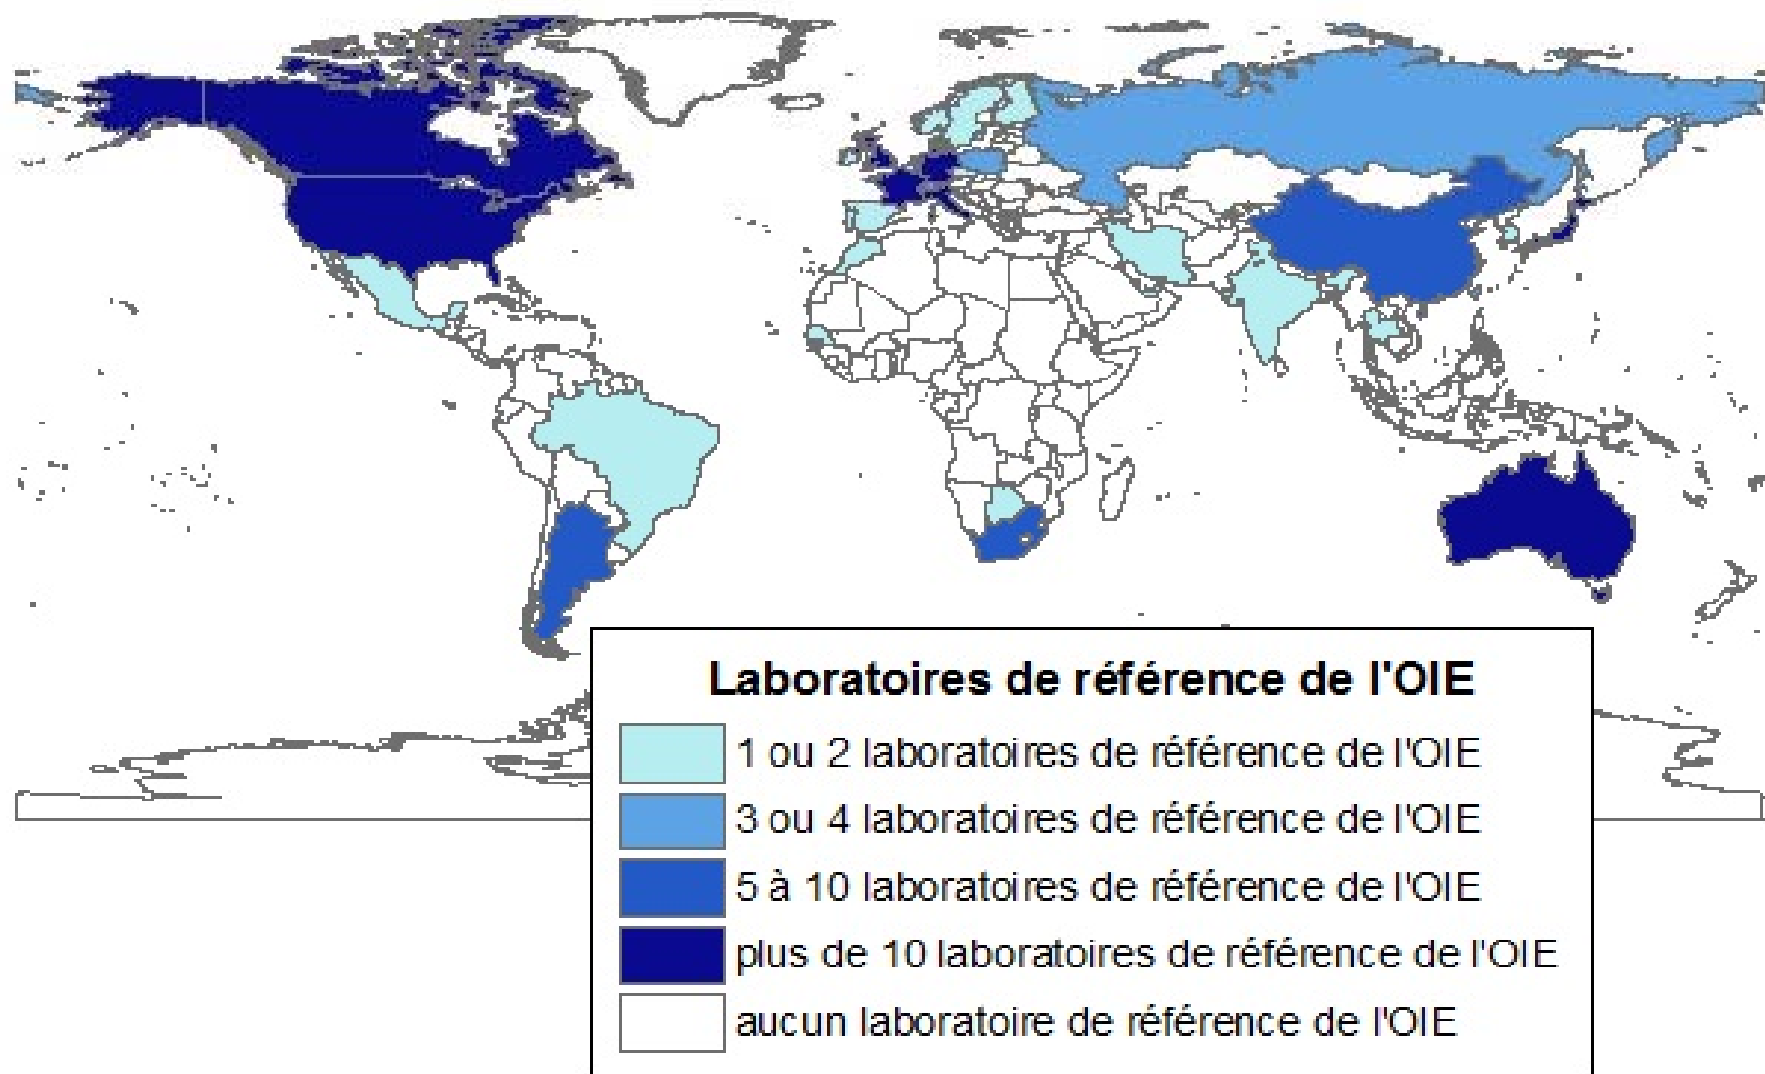 Laboratoires de référence de l'OIE
1 ou 2 laboratoires de référence de l'OIE
3 ou 4 laboratoires de référence de l'OIE
5 à 10 laboratoires de référence de l'OIE
plus de 10 laboratoires de référence de l'OIE
aucun laboratoire de référence de l'OIE